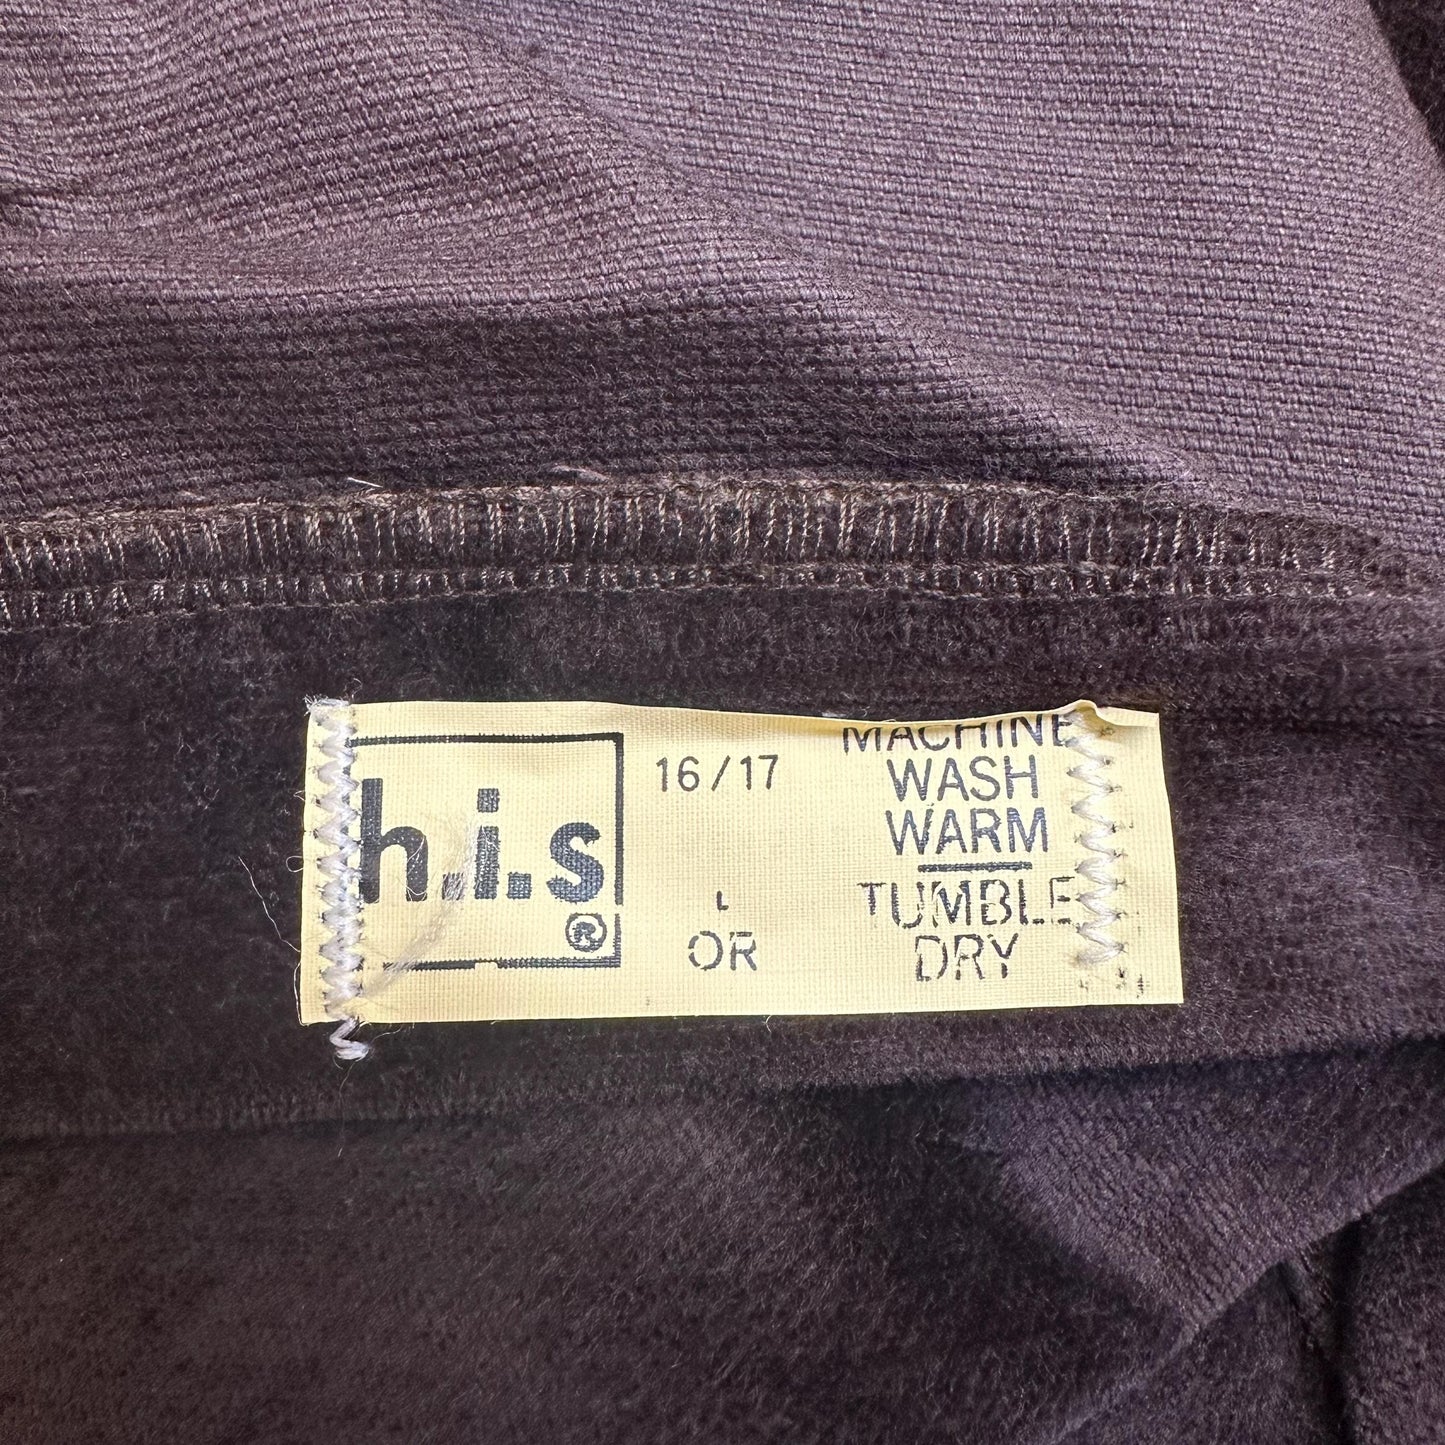 h.i.s
®
16/17
L
OR
MACHINE
WASH
WARM
TUMBLE
DRY